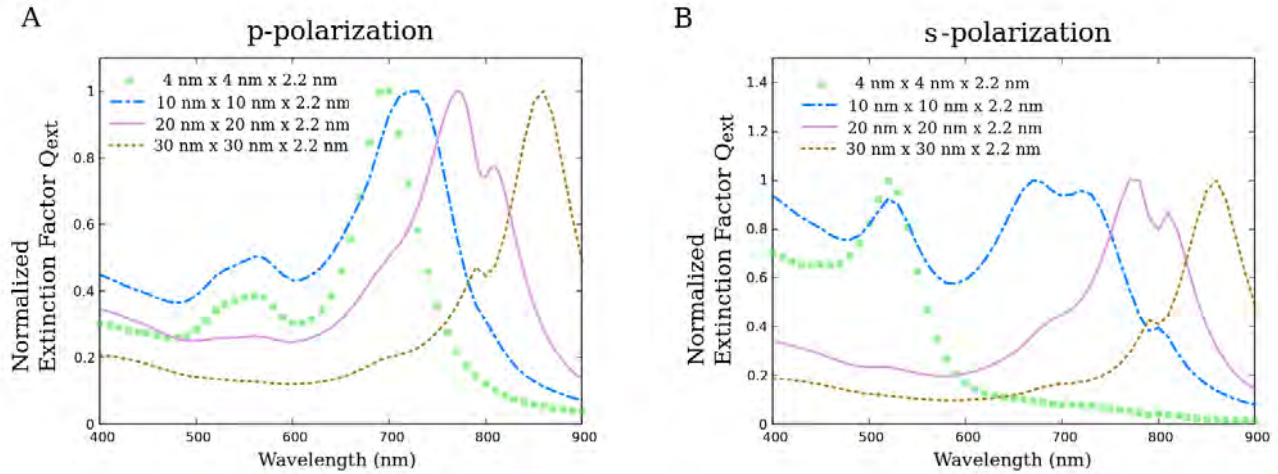 A
p-polarization
Normalized
Extinction Factor Qext
1
0.8
0.6
0.4
0.2
0
4 nm x 4 nm x 2.2 nm
10 nm x 10 nm x 2.2 nm
20 nm x 20 nm x 2.2 nm
30 nm x 30 nm x 2.2 nm
400 500 600 700 800 900
Wavelength (nm)
B
s-polarization
Normalized
Extinction Factor Qext
1.4
1.2
1
0.8
0.6
0.4
0.2
0
4 nm x 4 nm x 2.2 nm
10 nm x 10 nm x 2.2 nm
20 nm x 20 nm x 2.2 nm
30 nm x 30 nm x 2.2 nm
400 500 600 700 800 900
Wavelength (nm)